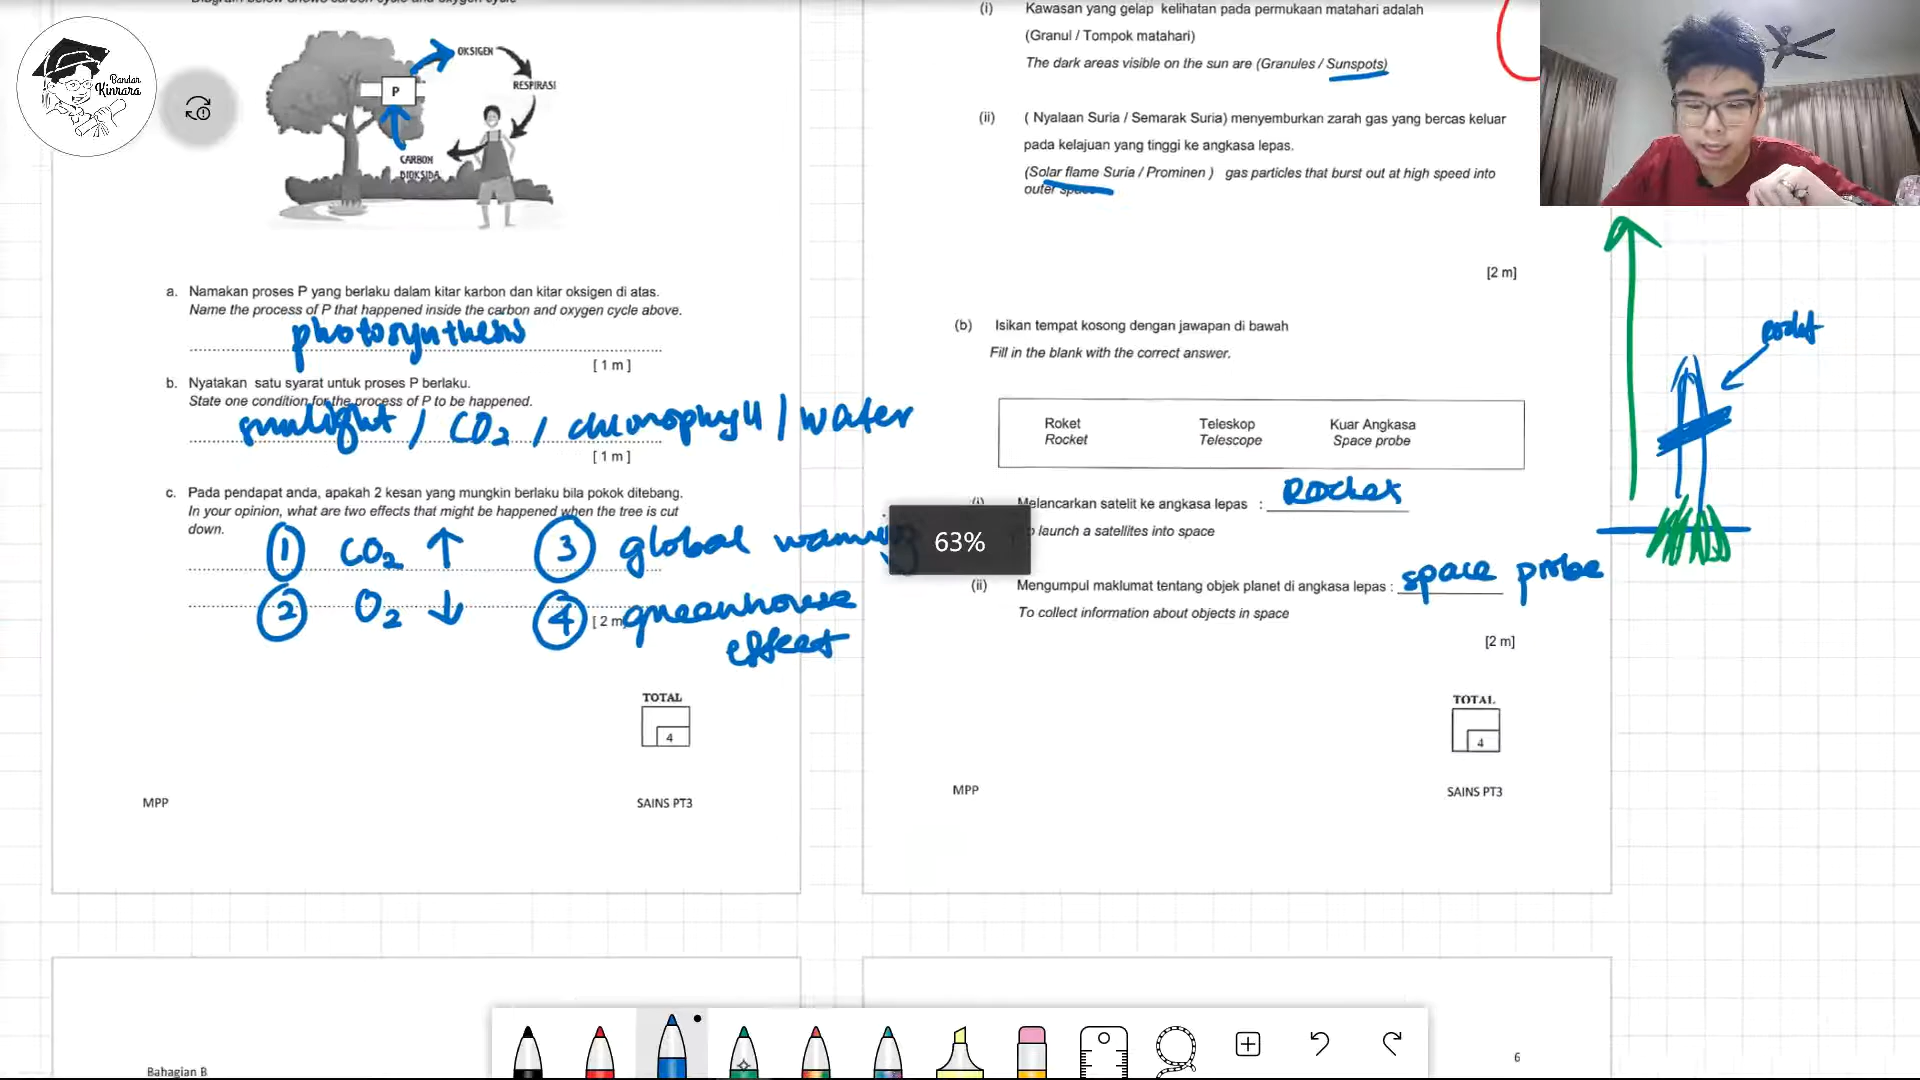 Diagram below shows carbon cycle and oxygen cycle
Bandar
Kinrara
OKSIGEN
P
RESPIRASI
CARBON
DIOKSIDA
a. Namakan proses P yang berlaku dalam kitar karbon dan kitar oksigen di atas.
Name the process of P that happened inside the carbon and oxygen cycle above.
photosynthesis
[ 1 m ]
b. Nyatakan satu syarat untuk proses P berlaku.
State one condition for the process of P to be happened.
sunlight / CO2 / chlorophyll / water
[ 1 m ]
c. Pada pendapat anda, apakah 2 kesan yang mungkin berlaku bila pokok ditebang.
In your opinion, what are two effects that might be happened when the tree is cut
down.
1 CO2 ↑ 3 global
2 O2 ↓ 4 [ 2 m greenhouse
effect
TOTAL
4
MPP SAINS PT3
(i) Kawasan yang gelap kelihatan pada permukaan matahari adalah
(Granul / Tompok matahari)
The dark areas visible on the sun are (Granules / Sunspots)
(ii) ( Nyalaan Suria / Semarak Suria) menyemburkan zarah gas yang bercas keluar
pada kelajuan yang tinggi ke angkasa lepas.
(Solar flame Suria / Prominen ) gas particles that burst out at high speed into
outer space
[2 m]
(b) Isikan tempat kosong dengan jawapan di bawah
Fill in the blank with the correct answer.
Roket Teleskop Kuar Angkasa
Rocket Telescope Space probe
(i) Melancarkan satelit ke angkasa lepas : Rocket
launch a satellites into space
63%
(ii) Mengumpul maklumat tentang objek planet di angkasa lepas : space probe
To collect information about objects in space
[2 m]
TOTAL
4
MPP SAINS PT3
Bahagian B
6